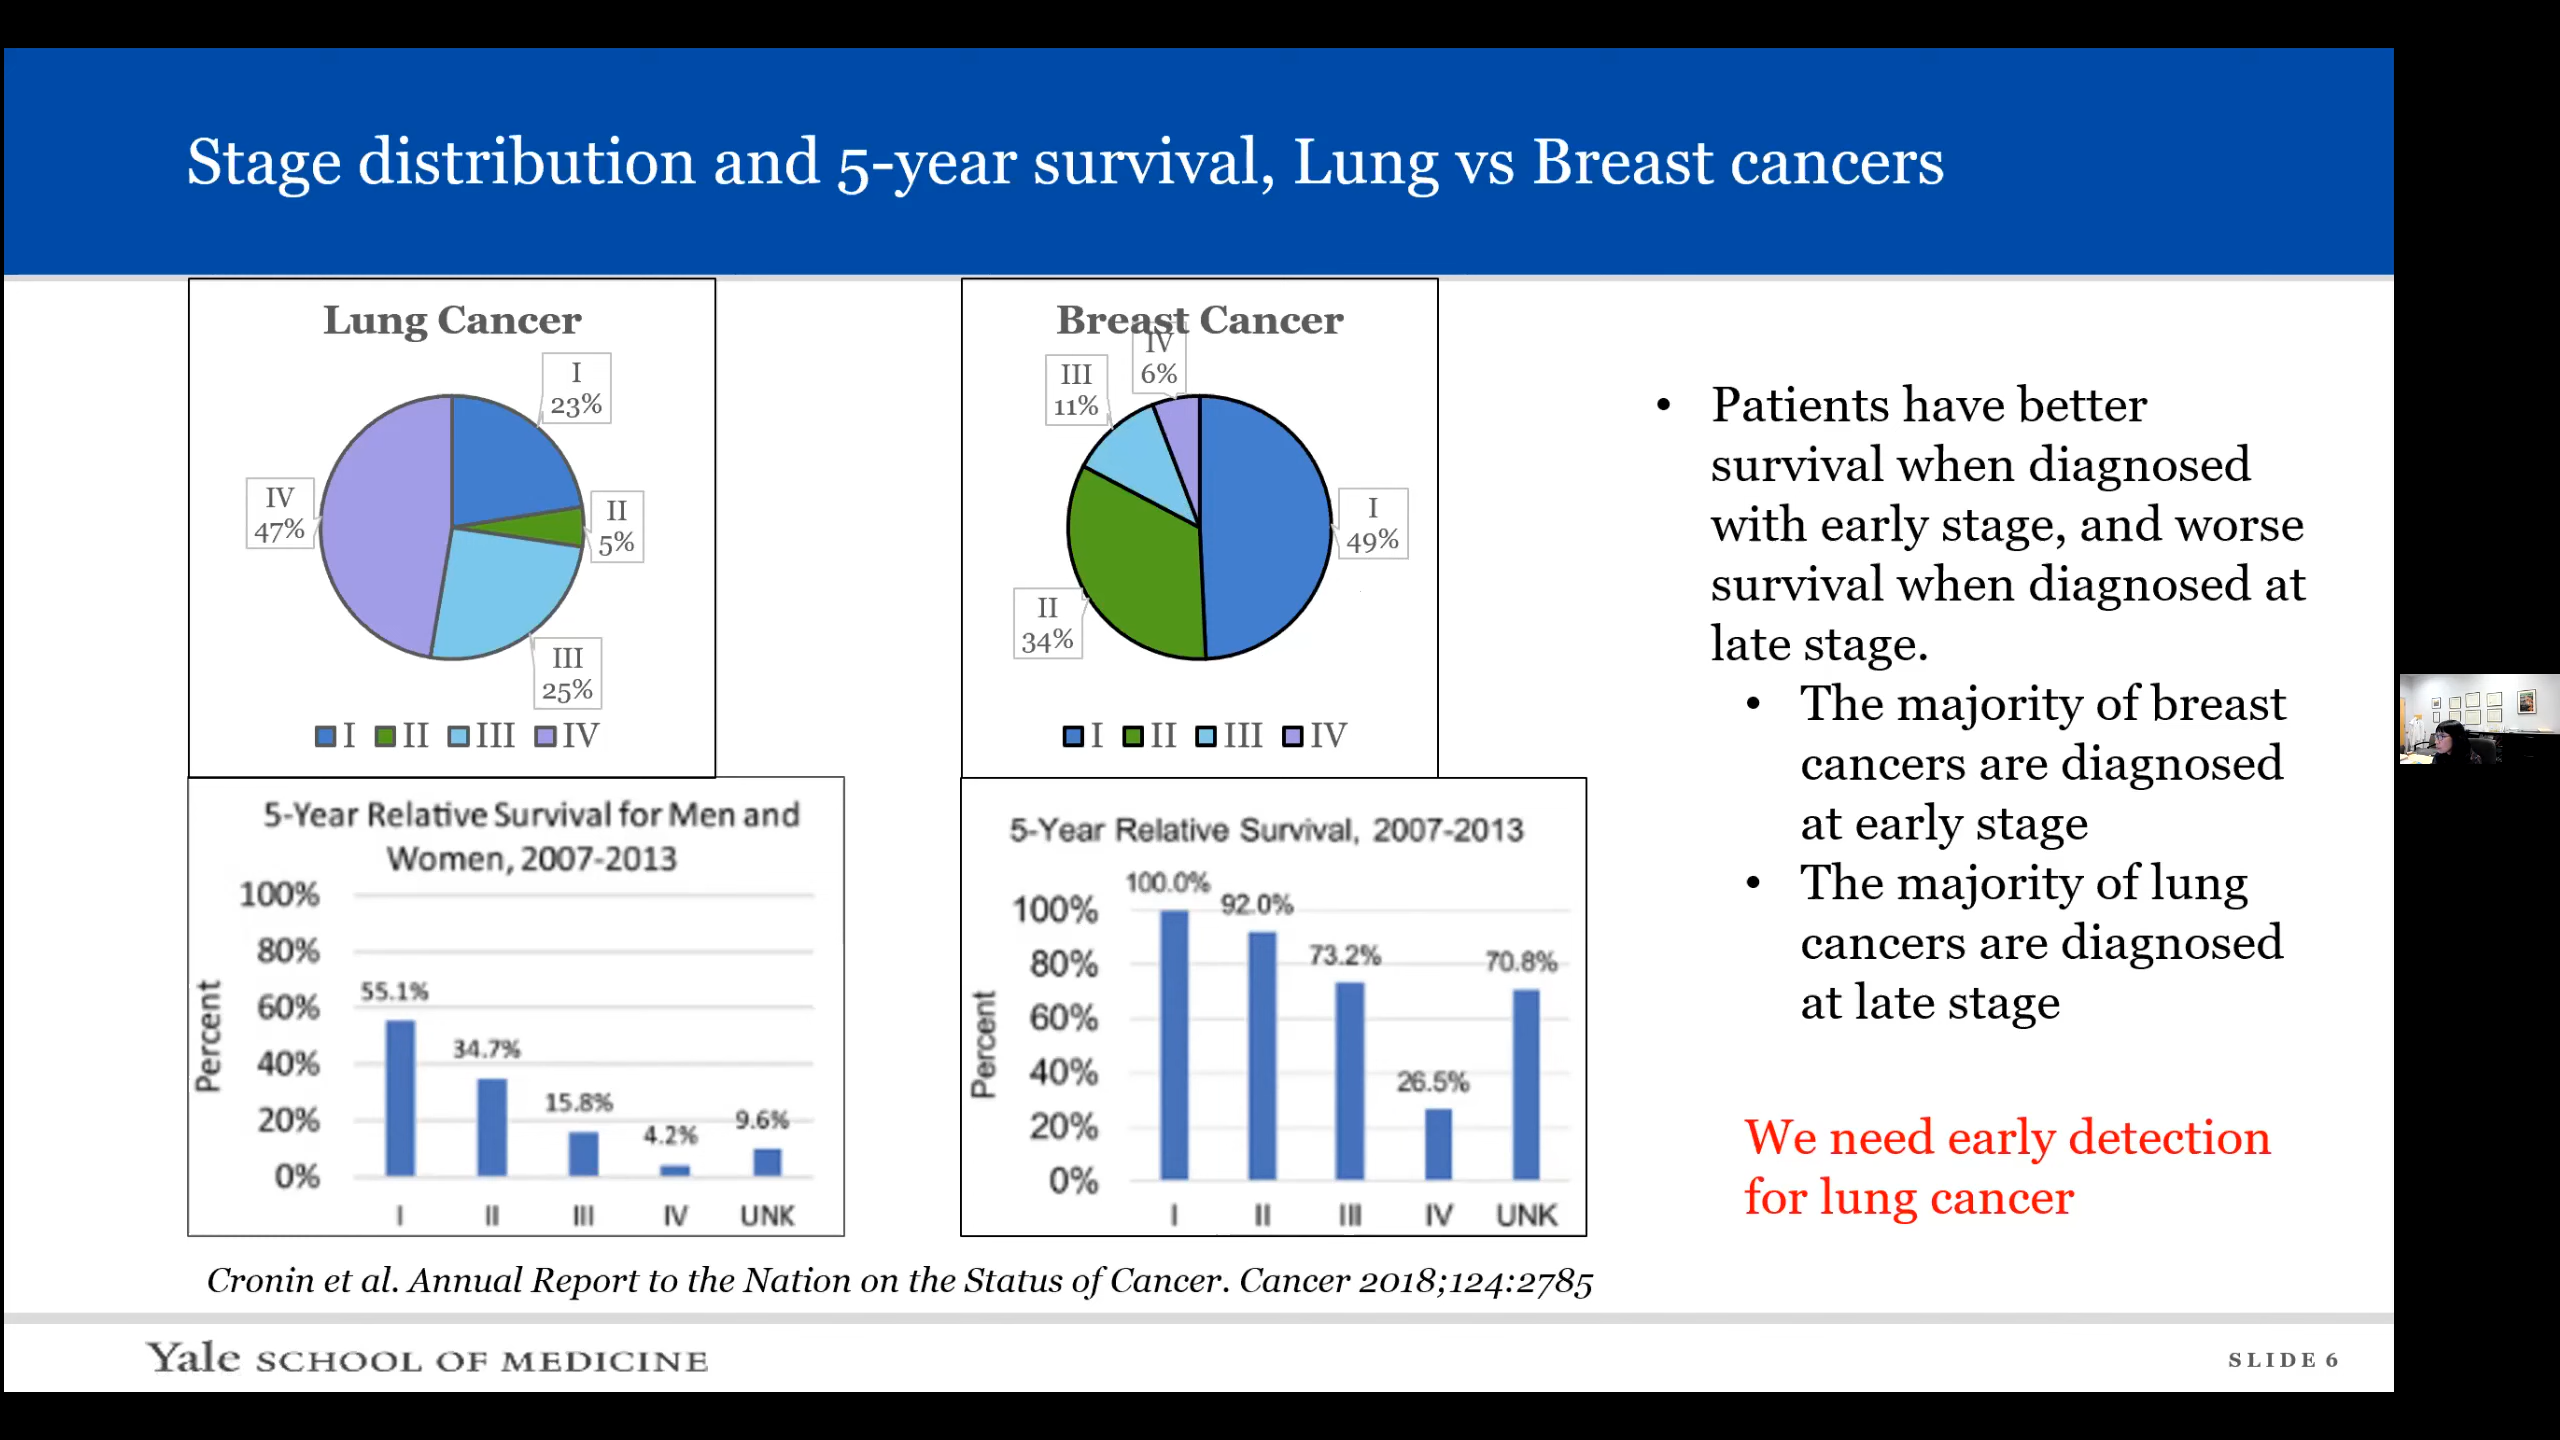 Stage distribution and 5-year survival, Lung vs Breast cancers
Lung Cancer
I
23%
II
5%
III
25%
IV
47%
I II III IV
Breast Cancer
IV
6%
III
11%
I
49%
II
34%
I II III IV
5-Year Relative Survival for Men and
Women, 2007-2013
Percent
100%
80%
60%
40%
20%
0%
55.1%
34.7%
15.8%
4.2%
9.6%
I II III IV UNK
5-Year Relative Survival, 2007-2013
Percent
100%
80%
60%
40%
20%
0%
100.0%
92.0%
73.2%
26.5%
70.8%
I II III IV UNK
• Patients have better
survival when diagnosed
with early stage, and worse
survival when diagnosed at
late stage.
• The majority of breast
cancers are diagnosed
at early stage
• The majority of lung
cancers are diagnosed
at late stage
We need early detection
for lung cancer
Cronin et al. Annual Report to the Nation on the Status of Cancer. Cancer 2018;124:2785
Yale SCHOOL OF MEDICINE
SLIDE 6